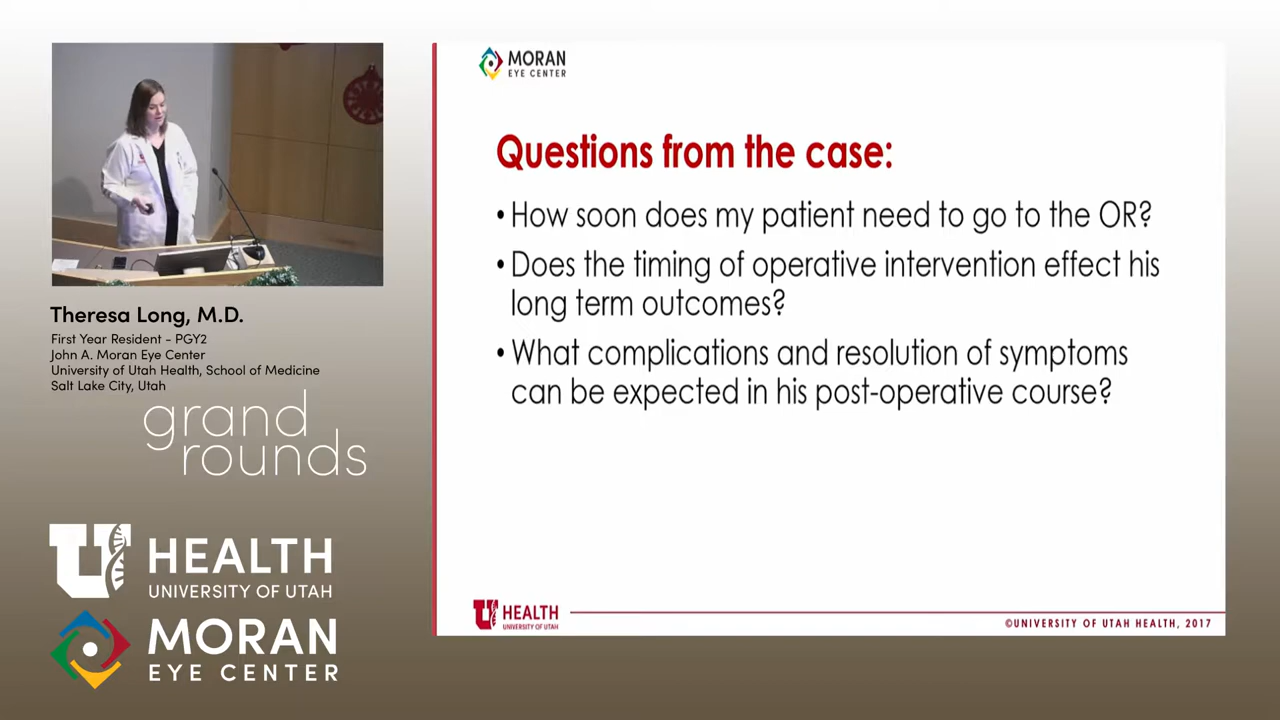 Theresa Long, M.D.
First Year Resident - PGY2
John A. Moran Eye Center
University of Utah Health, School of Medicine
Salt Lake City, Utah
grand
rounds
U HEALTH
UNIVERSITY OF UTAH
MORAN
EYE CENTER
MORAN
EYE CENTER
Questions from the case:
• How soon does my patient need to go to the OR?
• Does the timing of operative intervention effect his
long term outcomes?
• What complications and resolution of symptoms
can be expected in his post-operative course?
U HEALTH
UNIVERSITY OF UTAH
©UNIVERSITY OF UTAH HEALTH, 2017